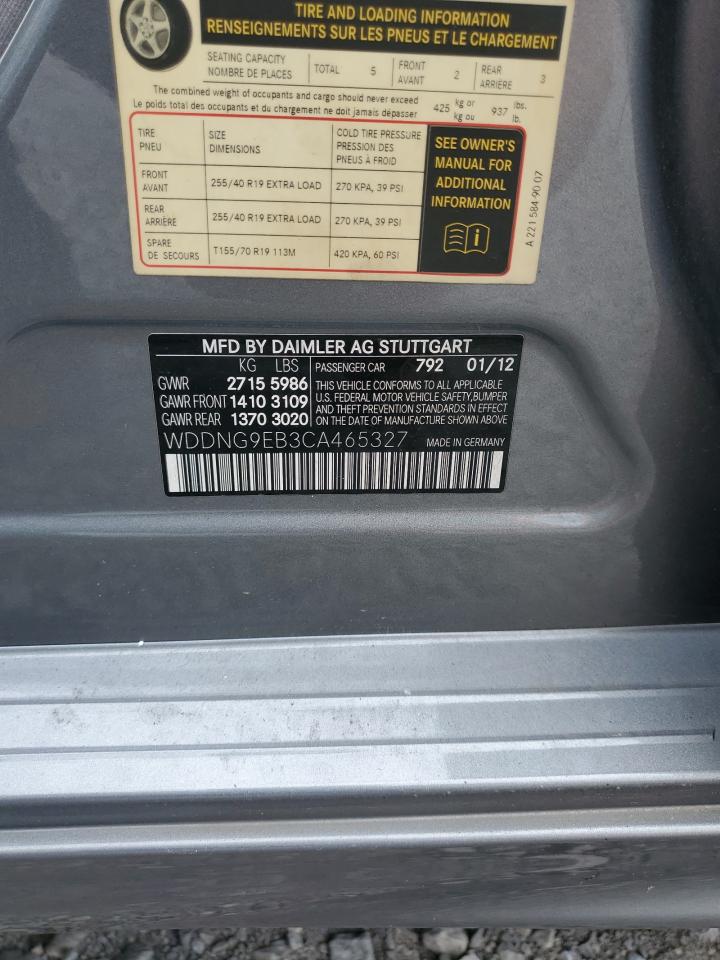 TIRE AND LOADING INFORMATION
RENSEIGNEMENTS SUR LES PNEUS ET LE CHARGEMENT
SEATING CAPACITY
NOMBRE DE PLACES
TOTAL 5
FRONT
AVANT
2
REAR
ARRIÈRE
3
The combined weight of occupants and cargo should never exceed
Le poids total des occupants et du chargement ne doit jamais dépasser
425 kg or
kg ou
937 lbs.
lb.
TIRE
PNEU
SIZE
DIMENSIONS
COLD TIRE PRESSURE
PRESSION DES
PNEUS À FROID
FRONT
AVANT
255/40 R19 EXTRA LOAD
270 KPA, 39 PSI
REAR
ARRIÈRE
255/40 R19 EXTRA LOAD
270 KPA, 39 PSI
SPARE
DE SECOURS
T155/70 R19 113M
420 KPA, 60 PSI
SEE OWNER'S
MANUAL FOR
ADDITIONAL
INFORMATION
A 221 584-90 07
MFD BY DAIMLER AG STUTTGART
KG LBS
GVWR 2715 5986
GAWR FRONT 1410 3109
GAWR REAR 1370 3020
PASSENGER CAR 792 01/12
THIS VEHICLE CONFORMS TO ALL APPLICABLE
U.S. FEDERAL MOTOR VEHICLE SAFETY,BUMPER
AND THEFT PREVENTION STANDARDS IN EFFECT
ON THE DATE OF MANUFACTURE SHOWN ABOVE
WDDNG9EB3CA465327 MADE IN GERMANY